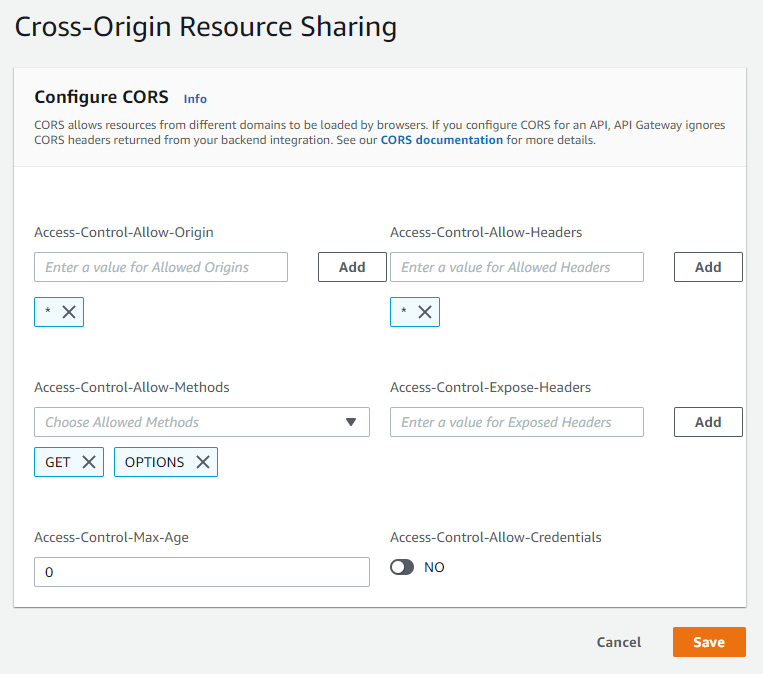 Cross-Origin Resource Sharing
Configure CORS Info
CORS allows resources from different domains to be loaded by browsers. If you configure CORS for an API, API Gateway ignores
CORS headers returned from your backend integration. See our CORS documentation for more details.
Access-Control-Allow-Origin
Enter a value for Allowed Origins
Add
*
Access-Control-Allow-Headers
Enter a value for Allowed Headers
Add
*
Access-Control-Allow-Methods
Choose Allowed Methods
GET OPTIONS
Access-Control-Expose-Headers
Enter a value for Exposed Headers
Add
Access-Control-Max-Age
0
Access-Control-Allow-Credentials
NO
Cancel Save